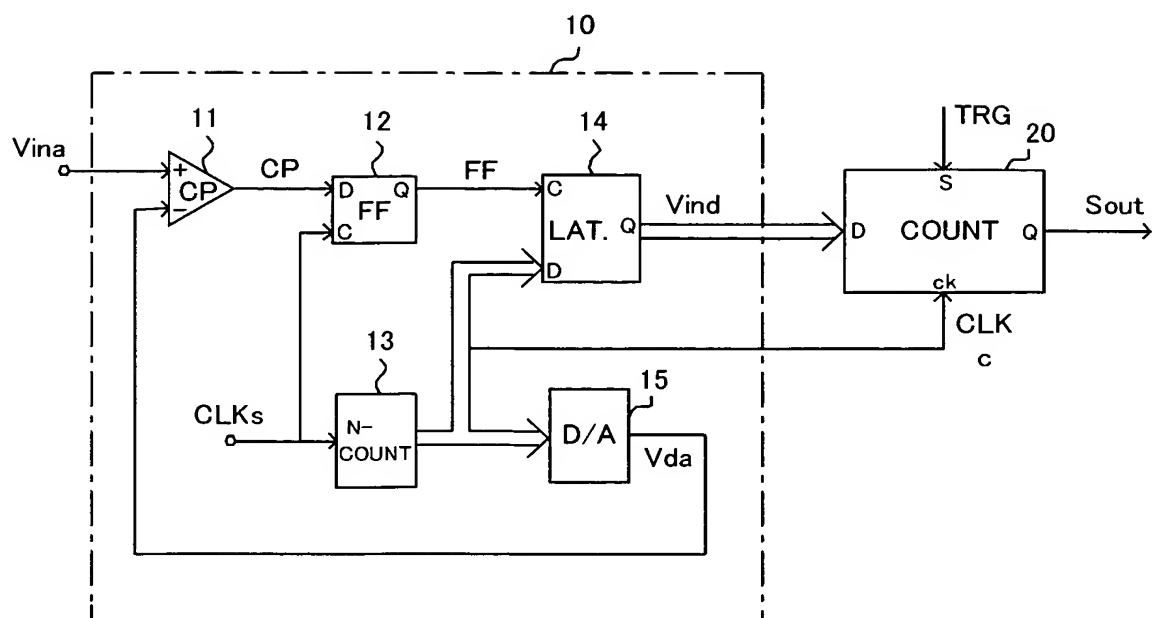 10
11
12
14
TRG
20
Vina
+
CP
-
CP
D
Q
FF
C
FF
C
LAT.
Q
D
Vind
S
D
COUNT
Q
ck
Sout
CLK
c
13
15
CLKs
N-
COUNT
D/A
Vda